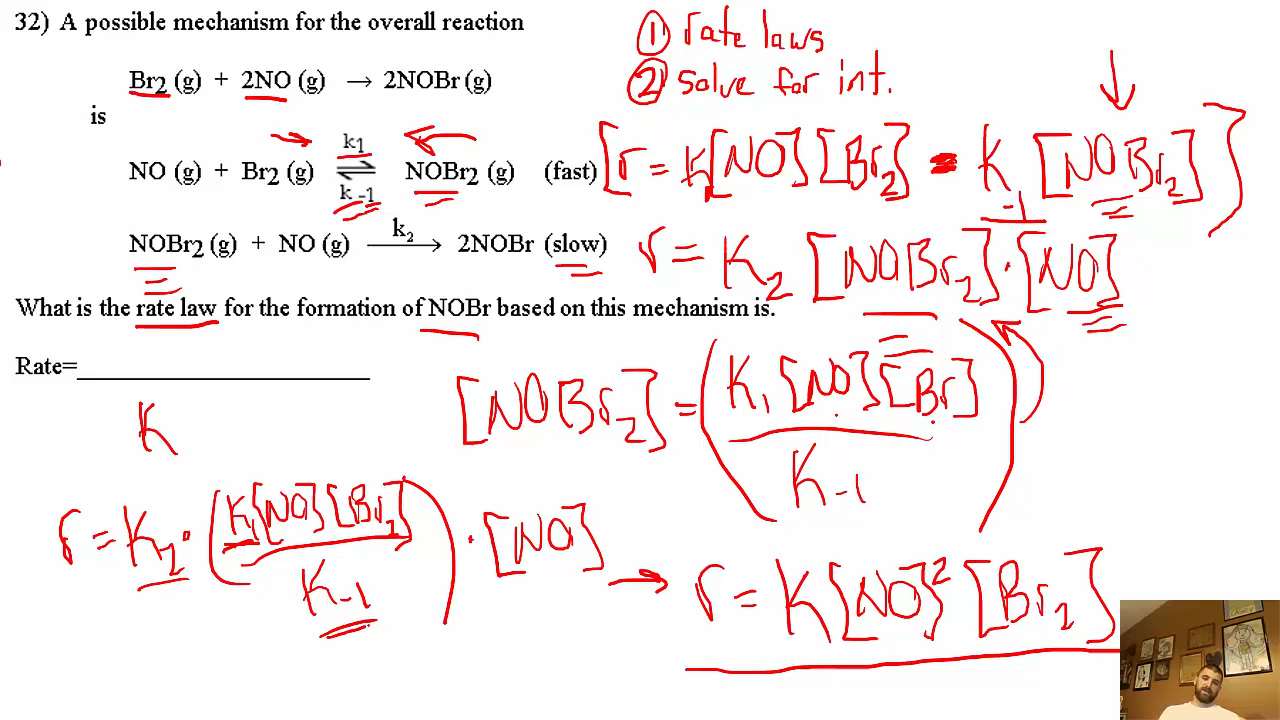 32) A possible mechanism for the overall reaction
Br2 (g) + 2NO (g) → 2NOBr (g)
is
k1
NO (g) + Br2 (g) ⇌ NOBr2 (g) (fast)
k -1
NOBr2 (g) + NO (g) k2 → 2NOBr (slow)
What is the rate law for the formation of NOBr based on this mechanism is.
Rate=____________________
① rate laws
② solve for int.
[r = K1[NO][Br2] = K-1 [NOBr2]]
r = K2 [NOBr2] · [NO]
[NOBr2] = (K1[NO][Br]
K-1)
K
r = K2 · (K1[NO][Br2]
K-1) · [NO]
→ r = K[NO]² [Br2]